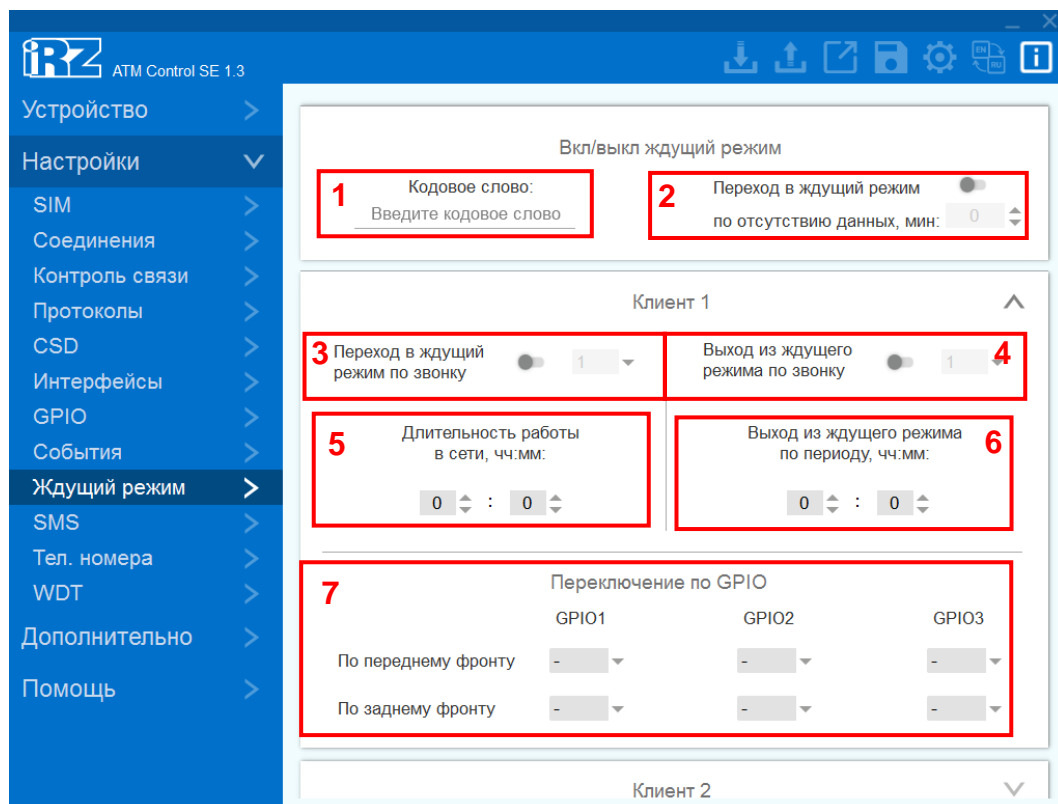 iRZ
ATM Control SE 1.3
EN
RU
i
Устройство
Настройки
SIM
Соединения
Контроль связи
Протоколы
CSD
Интерфейсы
GPIO
События
Ждущий режим
SMS
Тел. номера
WDT
Дополнительно
Помощь
Вкл/выкл ждущий режим
1
Кодовое слово:
Введите кодовое слово
2
Переход в ждущий режим
по отсутствию данных, мин: 0
Клиент 1
3
Переход в ждущий
режим по звонку
1
Выход из ждущего
режима по звонку
1
4
5
Длительность работы
в сети, чч:мм:
0 : 0
Выход из ждущего режима
по периоду, чч:мм:
6
0 : 0
7
Переключение по GPIO
GPIO1 GPIO2 GPIO3
По переднему фронту - - -
По заднему фронту - - -
Клиент 2